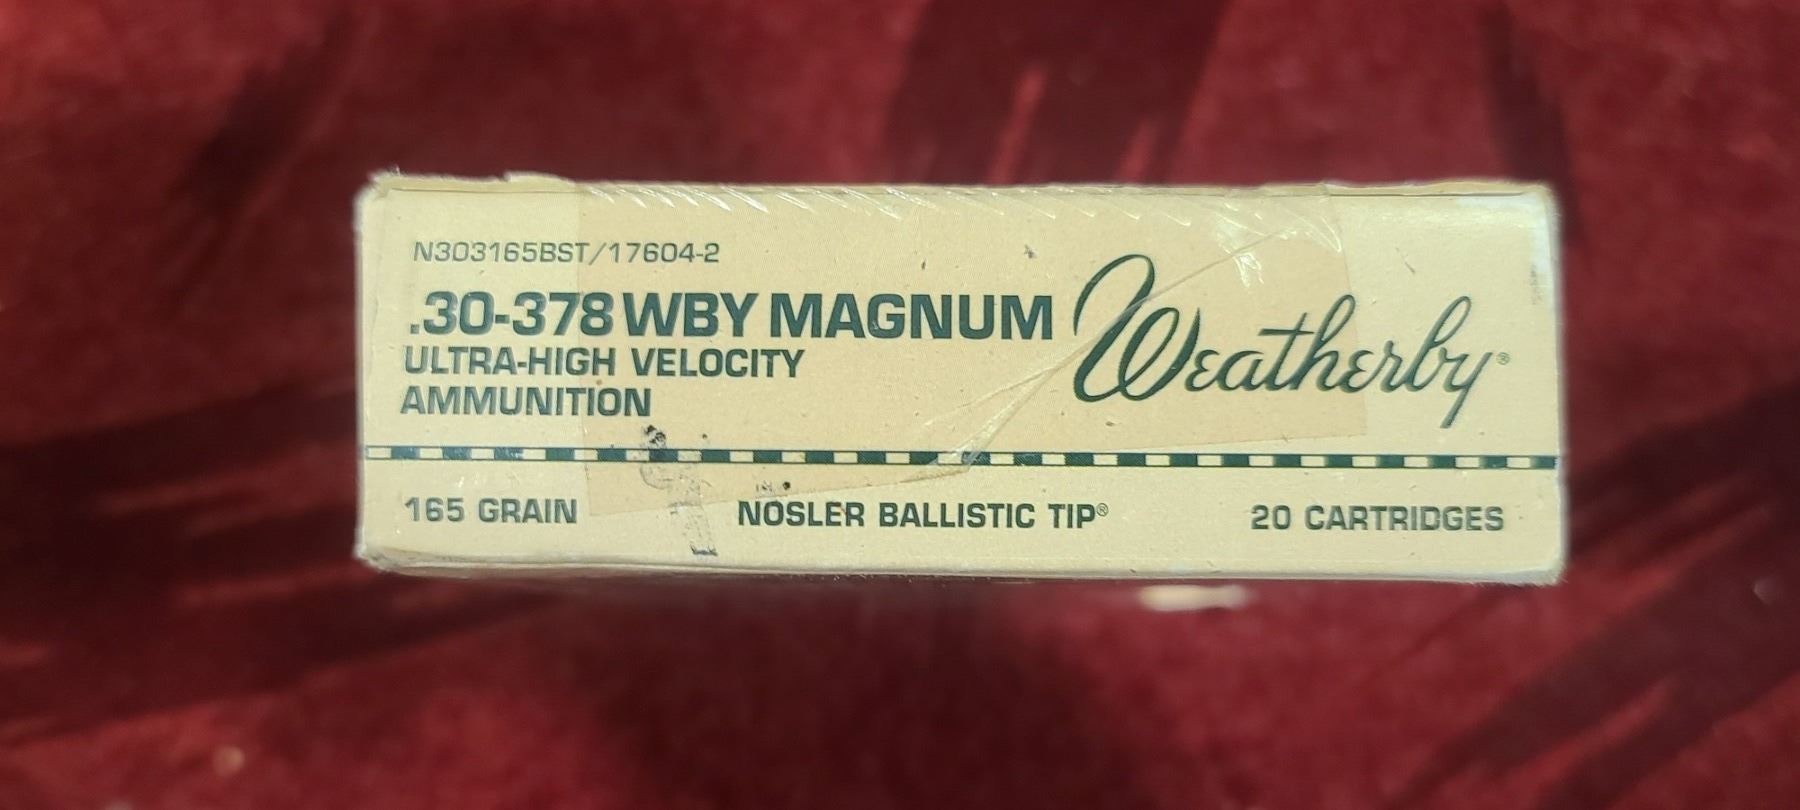 N303165BST/17604-2
.30-378 WBY MAGNUM
ULTRA-HIGH VELOCITY
AMMUNITION
Weatherby®
165 GRAIN
NOSLER BALLISTIC TIP®
20 CARTRIDGES